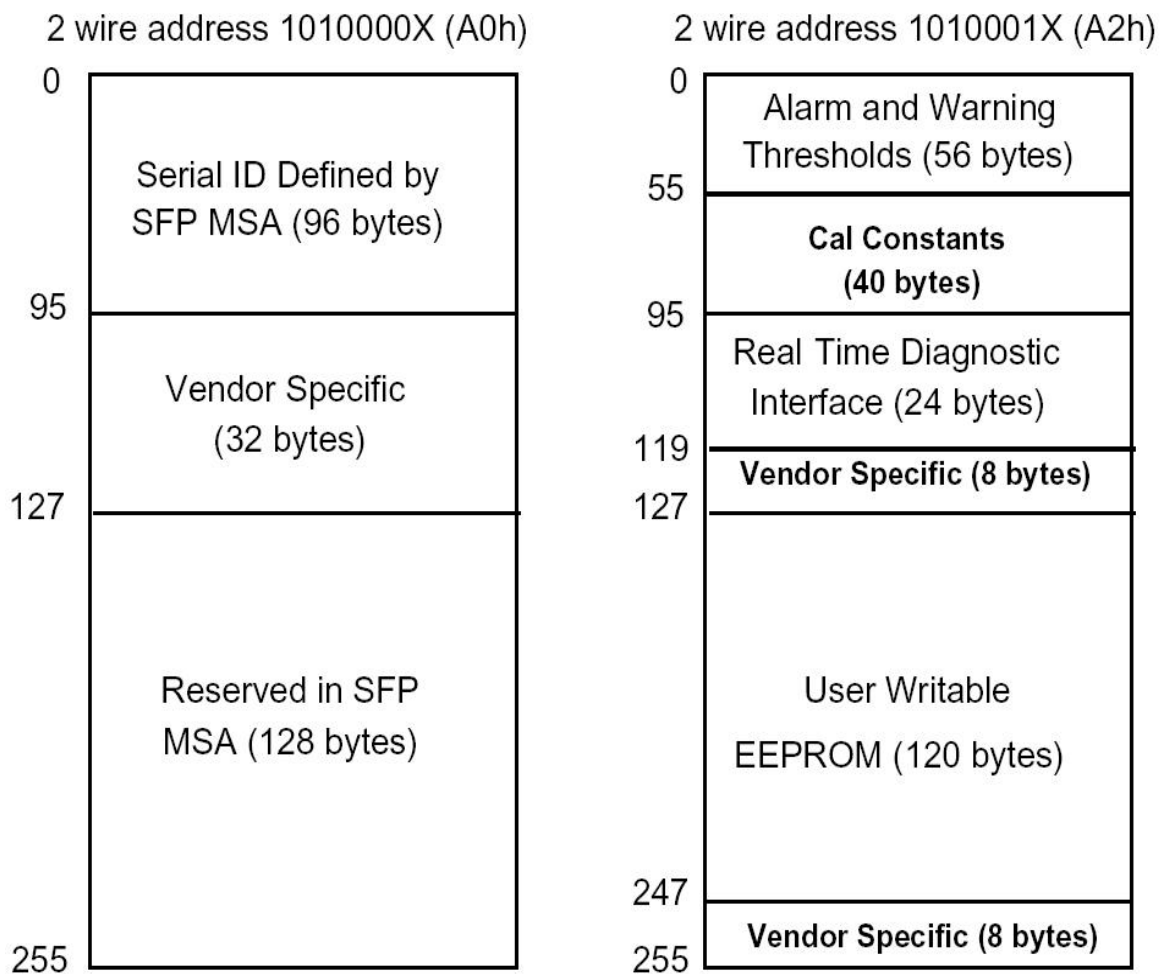 2 wire address 1010000X (A0h)
0
Serial ID Defined by
SFP MSA (96 bytes)
95
Vendor Specific
(32 bytes)
127
Reserved in SFP
MSA (128 bytes)
255
2 wire address 1010001X (A2h)
0
Alarm and Warning
Thresholds (56 bytes)
55
Cal Constants
(40 bytes)
95
Real Time Diagnostic
Interface (24 bytes)
119
Vendor Specific (8 bytes)
127
User Writable
EEPROM (120 bytes)
247
Vendor Specific (8 bytes)
255